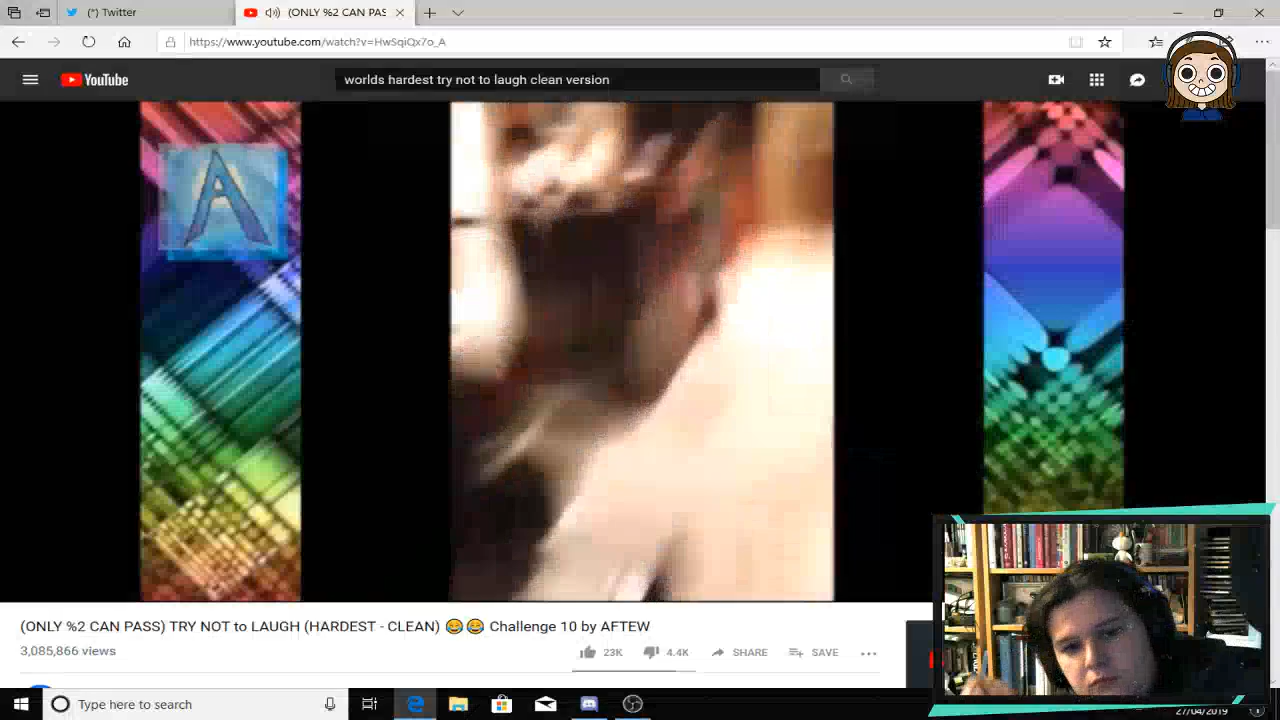 (*) Twitter
(ONLY %2 CAN PAS
https://www.youtube.com/watch?v=HwSqiQx7o_A
YouTube
worlds hardest try not to laugh clean version
A
(ONLY %2 CAN PASS) TRY NOT to LAUGH (HARDEST - CLEAN) 😂😂 Challenge 10 by AFTEW
3,085,866 views
23K
4.4K
SHARE
SAVE
Type here to search
27/04/2019